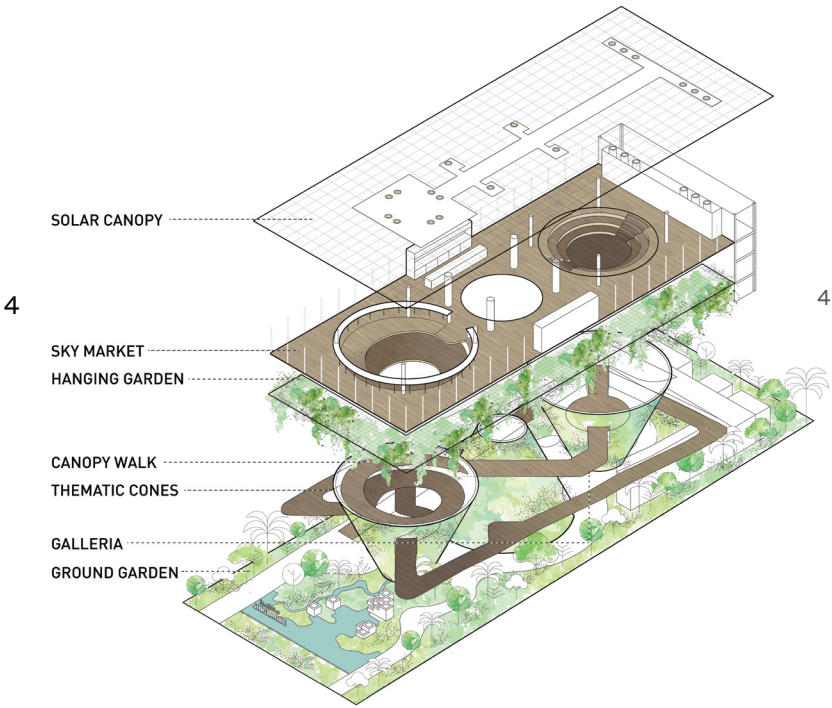 SOLAR CANOPY
4
4
SKY MARKET
HANGING GARDEN
CANOPY WALK
THEMATIC CONES
GALLERIA
GROUND GARDEN